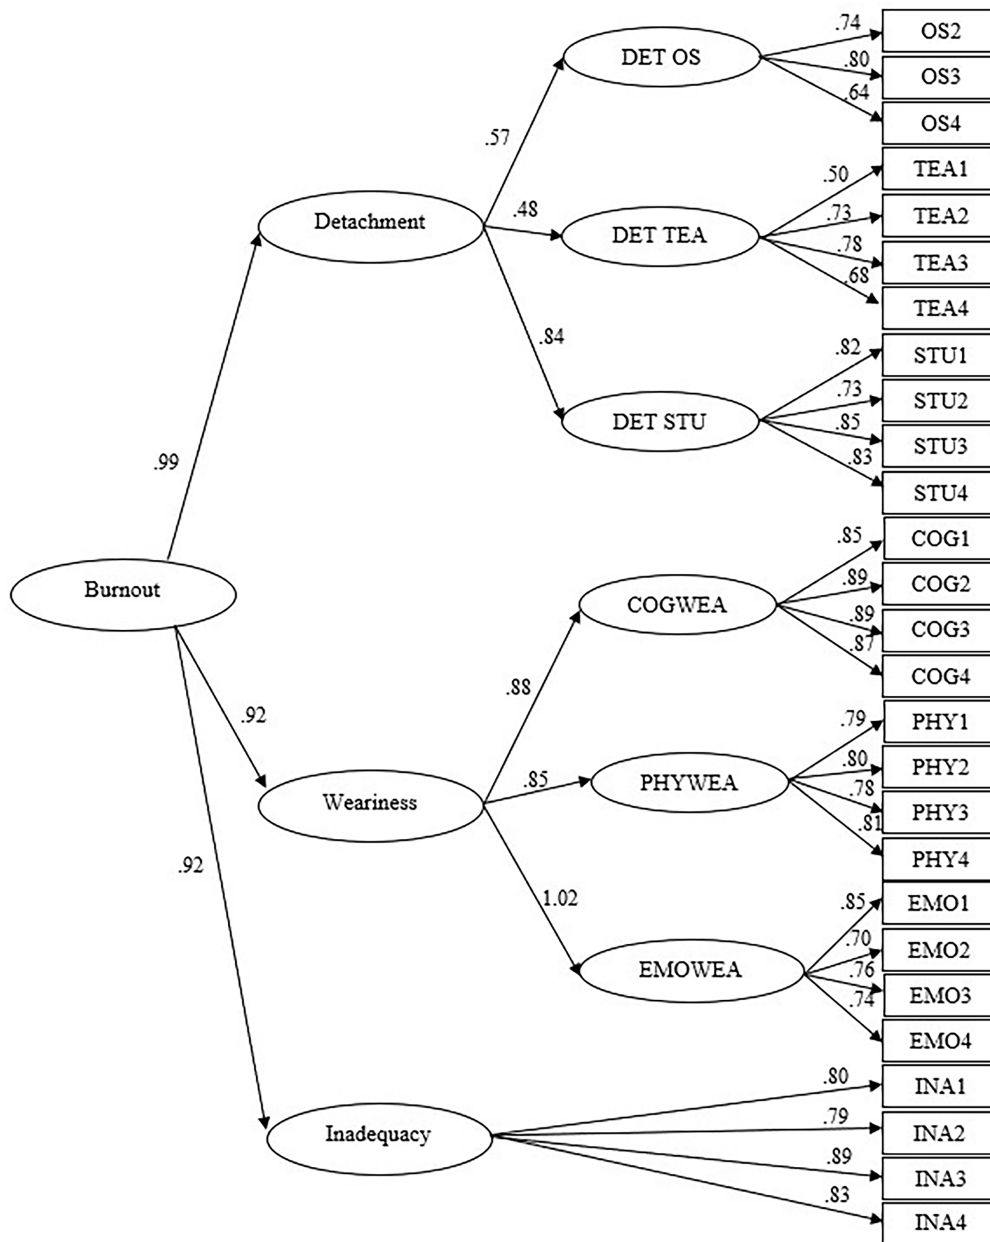 .74
OS2
DET OS
.80
OS3
.64
OS4
.57
TEA1
.50
Detachment
.48
DET TEA
.73
TEA2
.78
TEA3
.68
TEA4
.84
.82
STU1
.73
STU2
DET STU
.85
STU3
.83
STU4
.99
.85
COG1
Burnout
.89
COG2
COGWEA
.89
COG3
.87
COG4
.88
.79
PHY1
.92
.80
PHY2
Weariness
.85
PHYWEA
.78
PHY3
.81
PHY4
.92
1.02
.85
EMO1
.70
EMO2
EMOWEA
.76
EMO3
.74
EMO4
.80
INA1
Inadequacy
.79
INA2
.89
INA3
.83
INA4